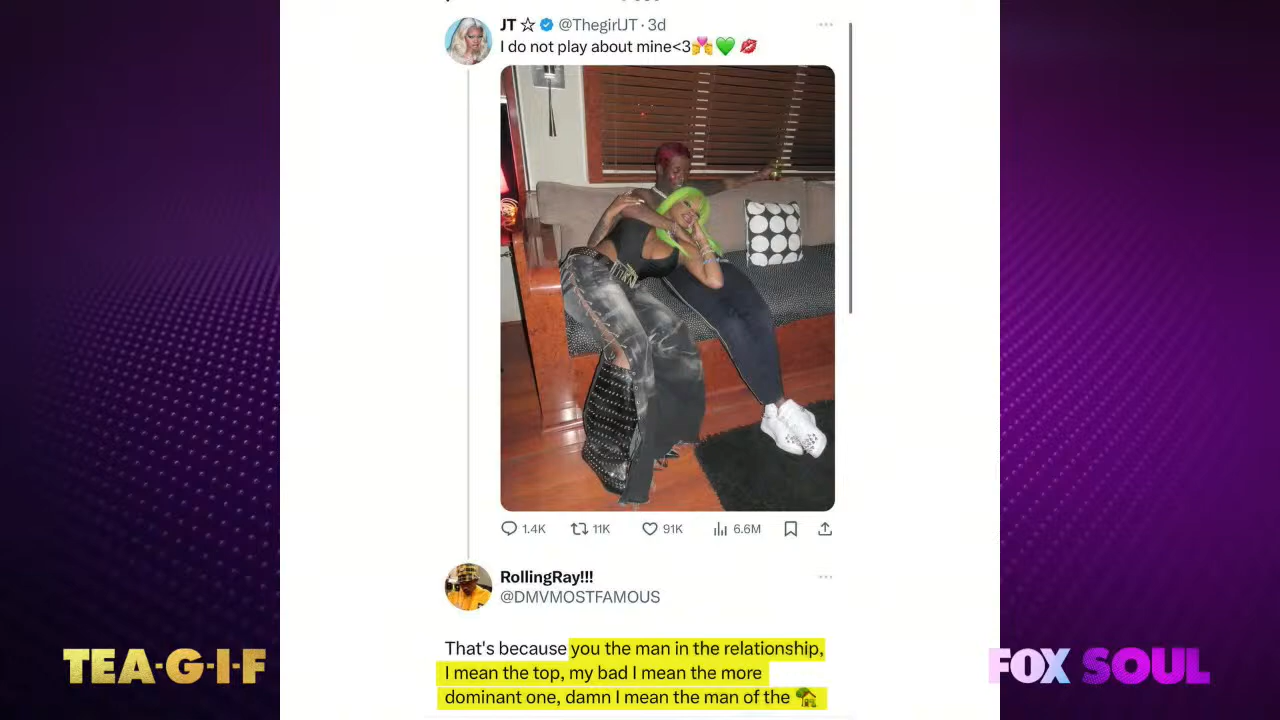 JT ☆ @ThegirlJT · 3d
I do not play about mine<3💏💚💋
1.4K 11K 91K 6.6M
RollingRay!!!
@DMVMOSTFAMOUS
That's because you the man in the relationship,
I mean the top, my bad I mean the more
dominant one, damn I mean the man of the 🏡
TEA-G-I-F
FOX SOUL